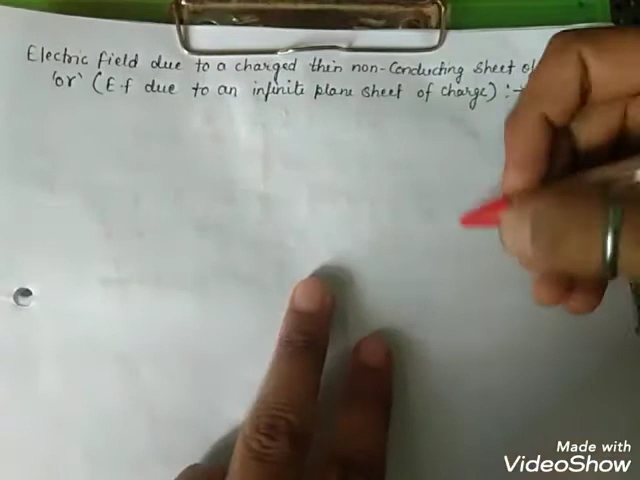 Electric field due to a charged thin non-conducting sheet of
'or' (E.f due to an infinite plane sheet of charge) :-
Made with
VideoShow